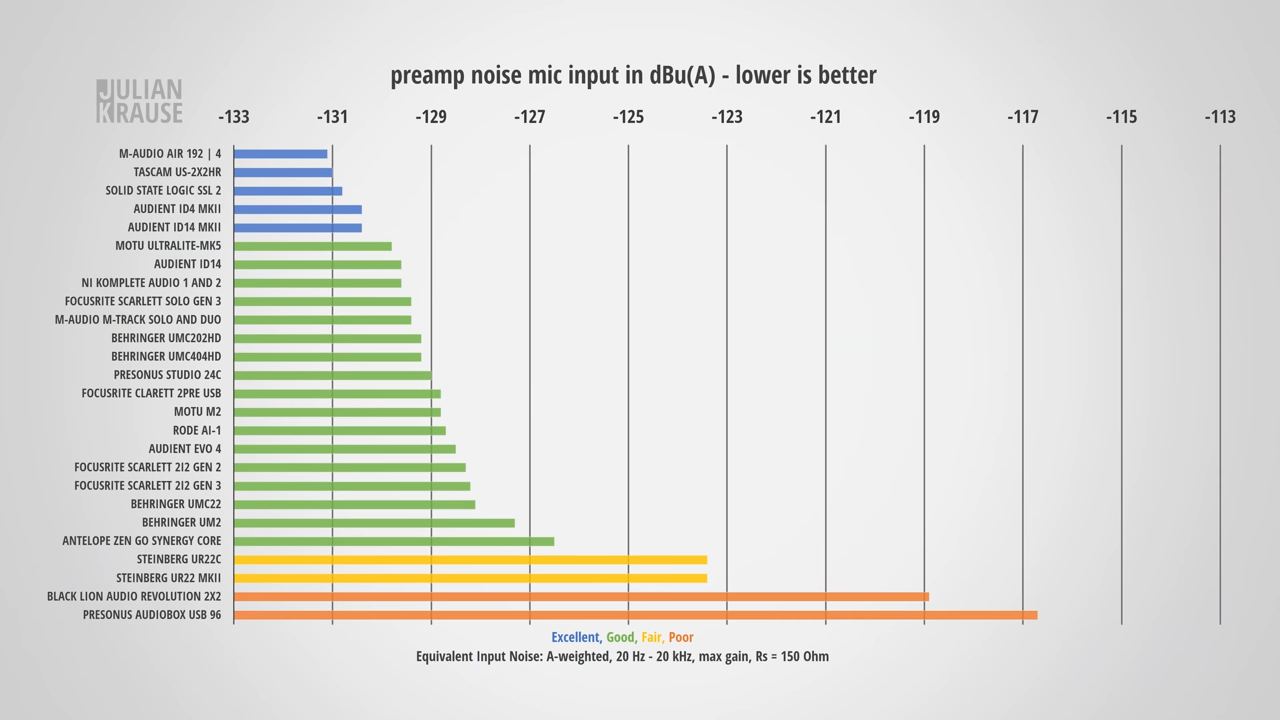 preamp noise mic input in dBu(A) - lower is better
JULIAN
KRAUSE
-133 -131 -129 -127 -125 -123 -121 -119 -117 -115 -113
M-AUDIO AIR 192 | 4
TASCAM US-2X2HR
SOLID STATE LOGIC SSL 2
AUDIENT ID4 MKII
AUDIENT ID14 MKII
MOTU ULTRALITE-MK5
AUDIENT ID14
NI KOMPLETE AUDIO 1 AND 2
FOCUSRITE SCARLETT SOLO GEN 3
M-AUDIO M-TRACK SOLO AND DUO
BEHRINGER UMC202HD
BEHRINGER UMC404HD
PRESONUS STUDIO 24C
FOCUSRITE CLARETT 2PRE USB
MOTU M2
RODE AI-1
AUDIENT EVO 4
FOCUSRITE SCARLETT 2I2 GEN 2
FOCUSRITE SCARLETT 2I2 GEN 3
BEHRINGER UMC22
BEHRINGER UM2
ANTELOPE ZEN GO SYNERGY CORE
STEINBERG UR22C
STEINBERG UR22 MKII
BLACK LION AUDIO REVOLUTION 2X2
PRESONUS AUDIOBOX USB 96
Excellent, Good, Fair, Poor
Equivalent Input Noise: A-weighted, 20 Hz - 20 kHz, max gain, Rs = 150 Ohm